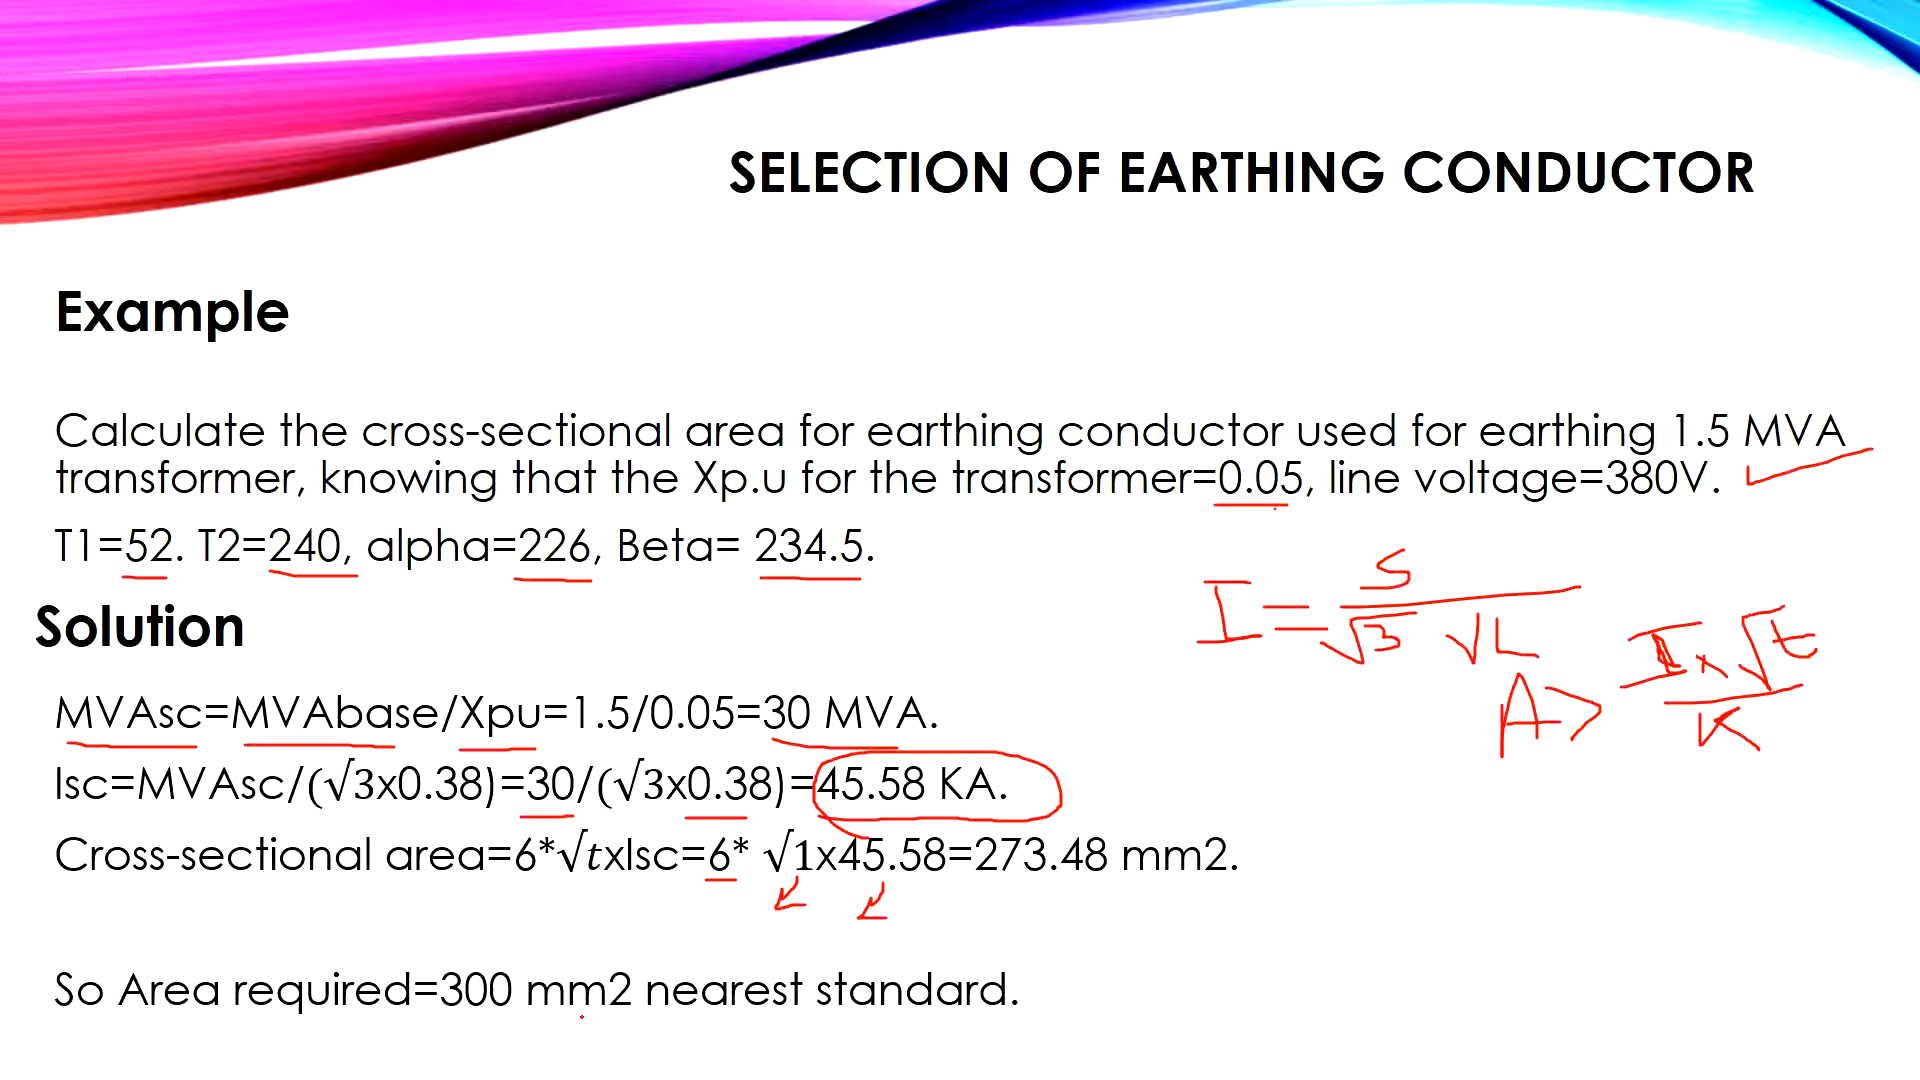 SELECTION OF EARTHING CONDUCTOR
Example
Calculate the cross-sectional area for earthing conductor used for earthing 1.5 MVA
transformer, knowing that the Xp.u for the transformer=0.05, line voltage=380V.
T1=52. T2=240, alpha=226, Beta= 234.5.
Solution
I = S / √3 VL
A > I x √t / K
MVAsc=MVAbase/Xpu=1.5/0.05=30 MVA.
Isc=MVAsc/(√3x0.38)=30/(√3x0.38)=45.58 KA.
Cross-sectional area=6*√txIsc=6* √1x45.58=273.48 mm2.
So Area required=300 mm2 nearest standard.